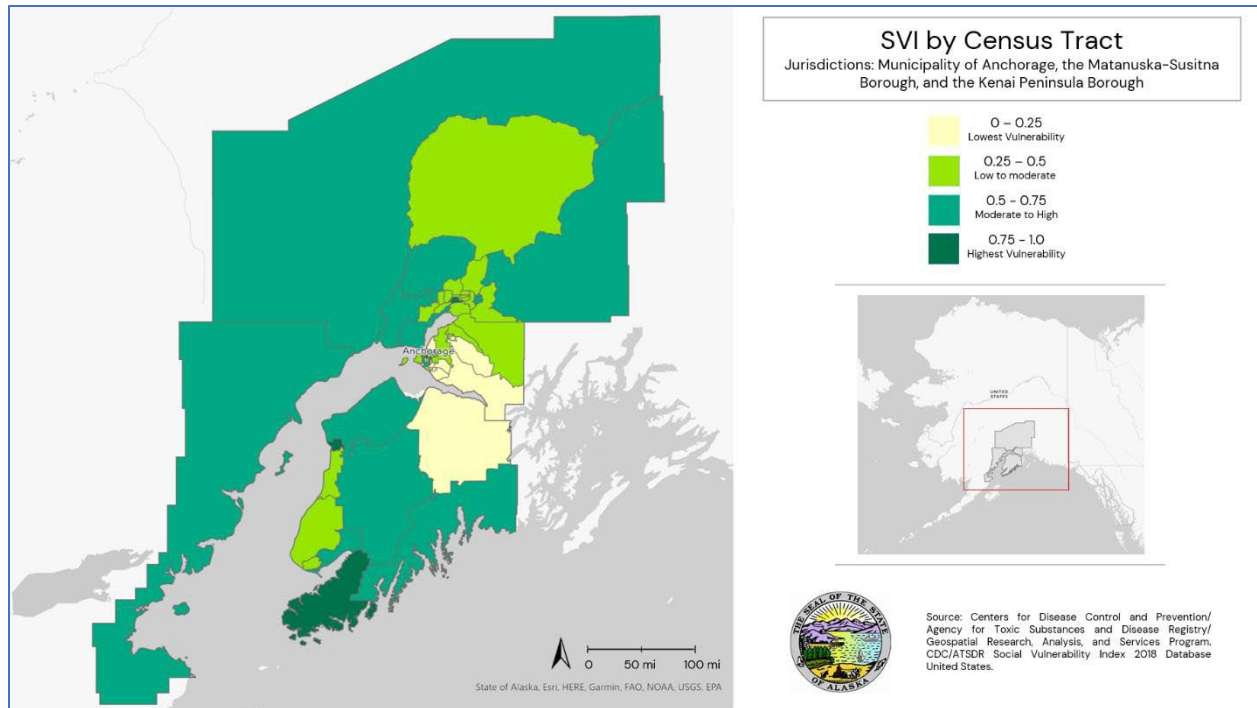 SVI by Census Tract
Jurisdictions: Municipality of Anchorage, the Matanuska-Susitna
Borough, and the Kenai Peninsula Borough
0 – 0.25
Lowest Vulnerability
0.25 – 0.5
Low to moderate
0.5 – 0.75
Moderate to High
0.75 – 1.0
Highest Vulnerability
Anchorage
UNITED
STATES
0 50 mi 100 mi
State of Alaska, Esri, HERE, Garmin, FAO, NOAA, USGS, EPA
THE SEAL OF THE STATE
OF ALASKA
Source: Centers for Disease Control and Prevention/
Agency for Toxic Substances and Disease Registry/
Geospatial Research, Analysis, and Services Program.
CDC/ATSDR Social Vulnerability Index 2018 Database
United States.